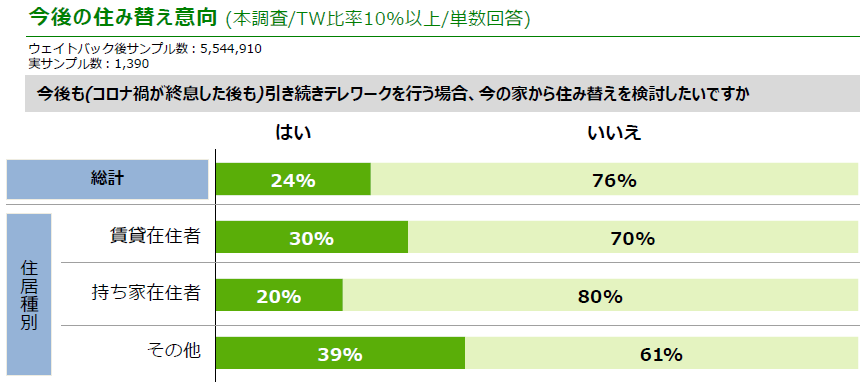 今後の住み替え意向 (本調査/TW比率10%以上/単数回答)
ウェイトバック後サンプル数：5,544,910
実サンプル数：1,390
今後も(コロナ禍が終息した後も)引き続きテレワークを行う場合、今の家から住み替えを検討したいですか
はい いいえ
総計 24% 76%
住居種別
賃貸在住者 30% 70%
持ち家在住者 20% 80%
その他 39% 61%